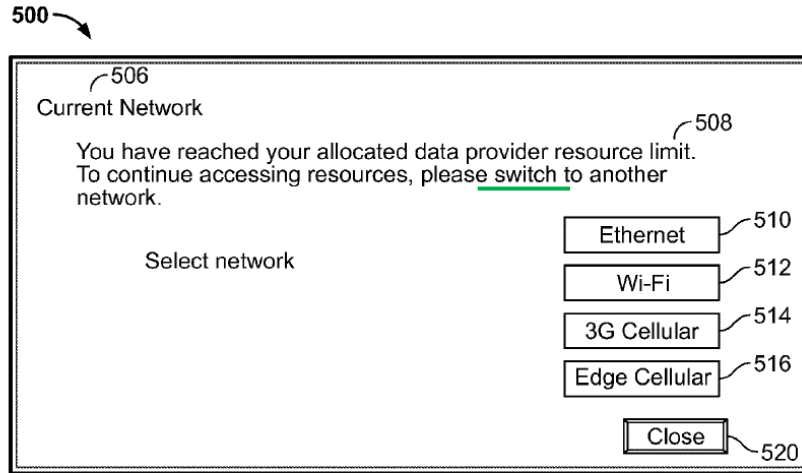 500
506
Current Network
508
You have reached your allocated data provider resource limit.
To continue accessing resources, please switch to another
network.
Select network
Ethernet 510
Wi-Fi 512
3G Cellular 514
Edge Cellular 516
Close 520